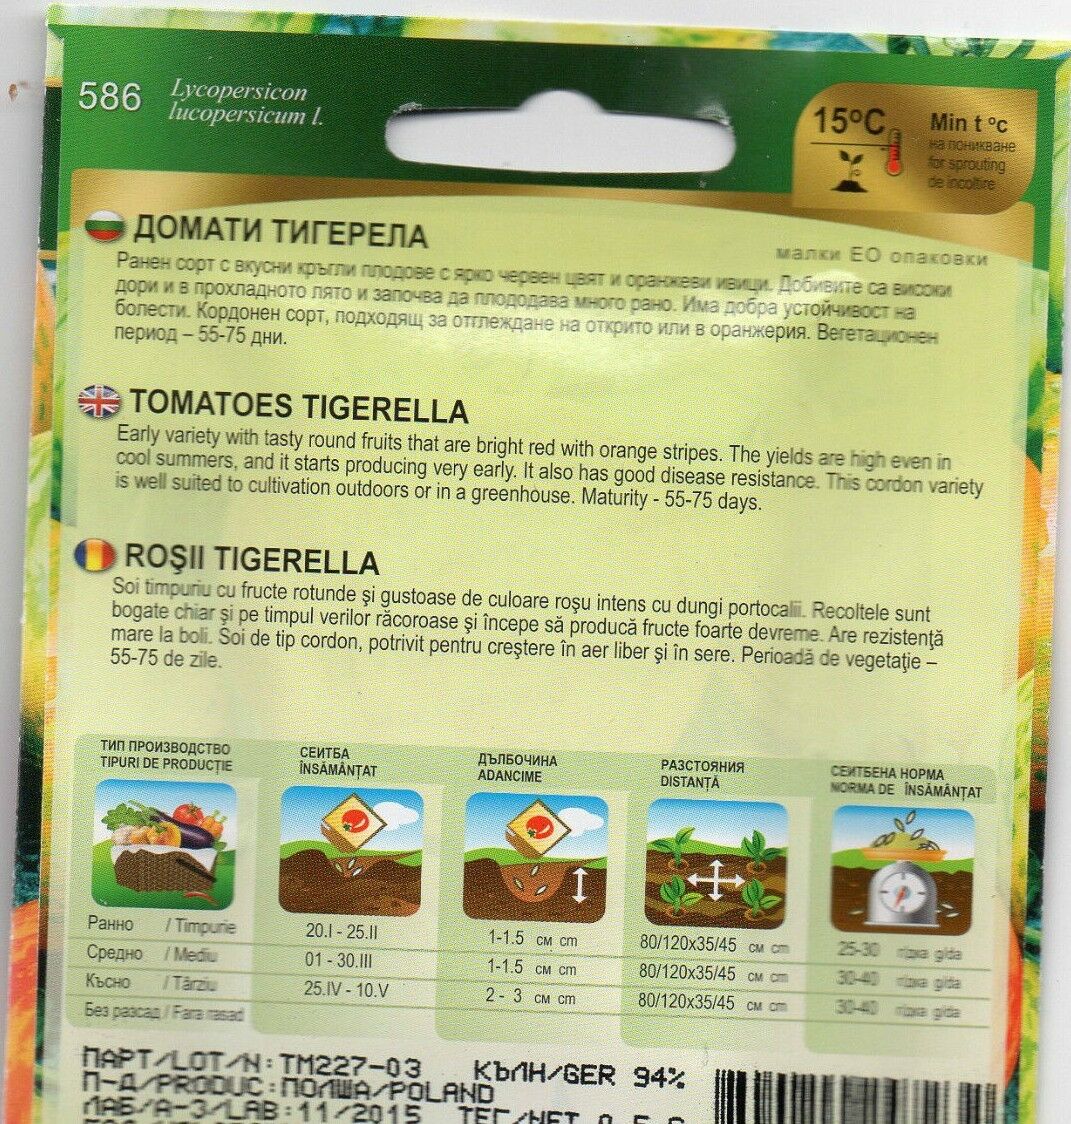 586
Lycopersicon
lucopersicum l.
15°C
Min t °c
на поникване
for sprouting
de încolţire
ДОМАТИ ТИГЕРЕЛА
малки ЕО опаковки
Ранен сорт с вкусни кръгли плодове с ярко червен цвят и оранжеви ивици. Добивите са високи
дори и в прохладното лято и започва да плододава много рано. Има добра устойчивост на
болести. Кордонен сорт, подходящ за отглеждане на открито или в оранжерия. Вегетационен
период – 55-75 дни.
TOMATOES TIGERELLA
Early variety with tasty round fruits that are bright red with orange stripes. The yields are high even in
cool summers, and it starts producing very early. It also has good disease resistance. This cordon variety
is well suited to cultivation outdoors or in a greenhouse. Maturity - 55-75 days.
ROŞII TIGERELLA
Soi timpuriu cu fructe rotunde şi gustoase de culoare roşu intens cu dungi portocalii. Recoltele sunt
bogate chiar şi pe timpul verilor răcoroase şi începe să producă fructe foarte devreme. Are rezistenţă
mare la boli. Soi de tip cordon, potrivit pentru creştere în aer liber şi în sere. Perioadă de vegetaţie –
55-75 de zile.
ТИП ПРОИЗВОДСТВО
TIPURI DE PRODUCŢIE
СЕИТБА
ÎNSĂMÂNŢAT
ДЪЛБОЧИНА
ADANCIME
РАЗСТОЯНИЯ
DISTANŢĂ
СЕИТБЕНА НОРМА
NORMA DE ÎNSĂMÂNŢAT
Ранно / Timpurie 20.I - 25.II 1-1.5 см cm 80/120x35/45 см cm 25-30 г/дка g/da
Средно / Mediu 01 - 30.III 1-1.5 см cm 80/120x35/45 см cm 30-40 г/дка g/da
Късно / Târziu 25.IV - 10.V 2 - 3 см cm 80/120x35/45 см cm 30-40 г/дка g/da
Без разсад / Fara rasad
ПАРТ/LOT/N:TM227-03 КЪЛН/GER 94%
П-Д/PRODUC:ПОЛША/POLAND
ЛАБ/А-3/LAB:11/2015 ТЕГ/NET 0.5 G